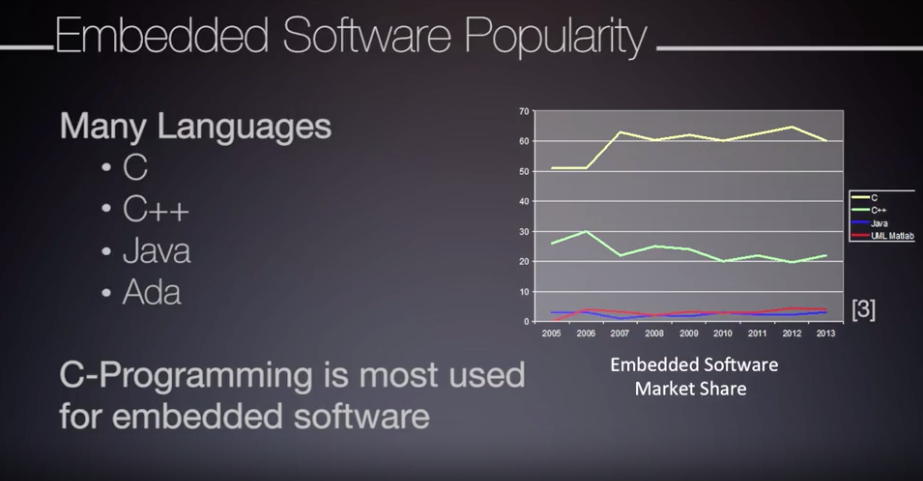 Embedded Software Popularity
Many Languages
• C
• C++
• Java
• Ada
C-Programming is most used
for embedded software
70
60
50
40
30
20
10
0
2005 2006 2007 2008 2009 2010 2011 2012 2013
C
C++
Java
UML Matlab
[3]
Embedded Software
Market Share